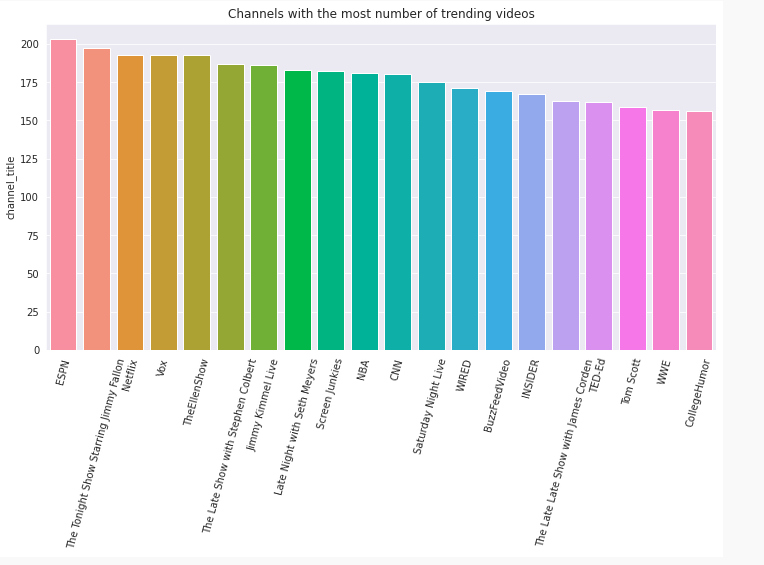 Channels with the most number of trending videos
channel_title
200
175
150
125
100
75
50
25
0
ESPN
The Tonight Show Starring Jimmy Fallon
Netflix
Vox
TheEllenShow
The Late Show with Stephen Colbert
Jimmy Kimmel Live
Late Night with Seth Meyers
Screen Junkies
NBA
CNN
Saturday Night Live
WIRED
BuzzFeedVideo
INSIDER
The Late Late Show with James Corden
TED-Ed
Tom Scott
WWE
CollegeHumor